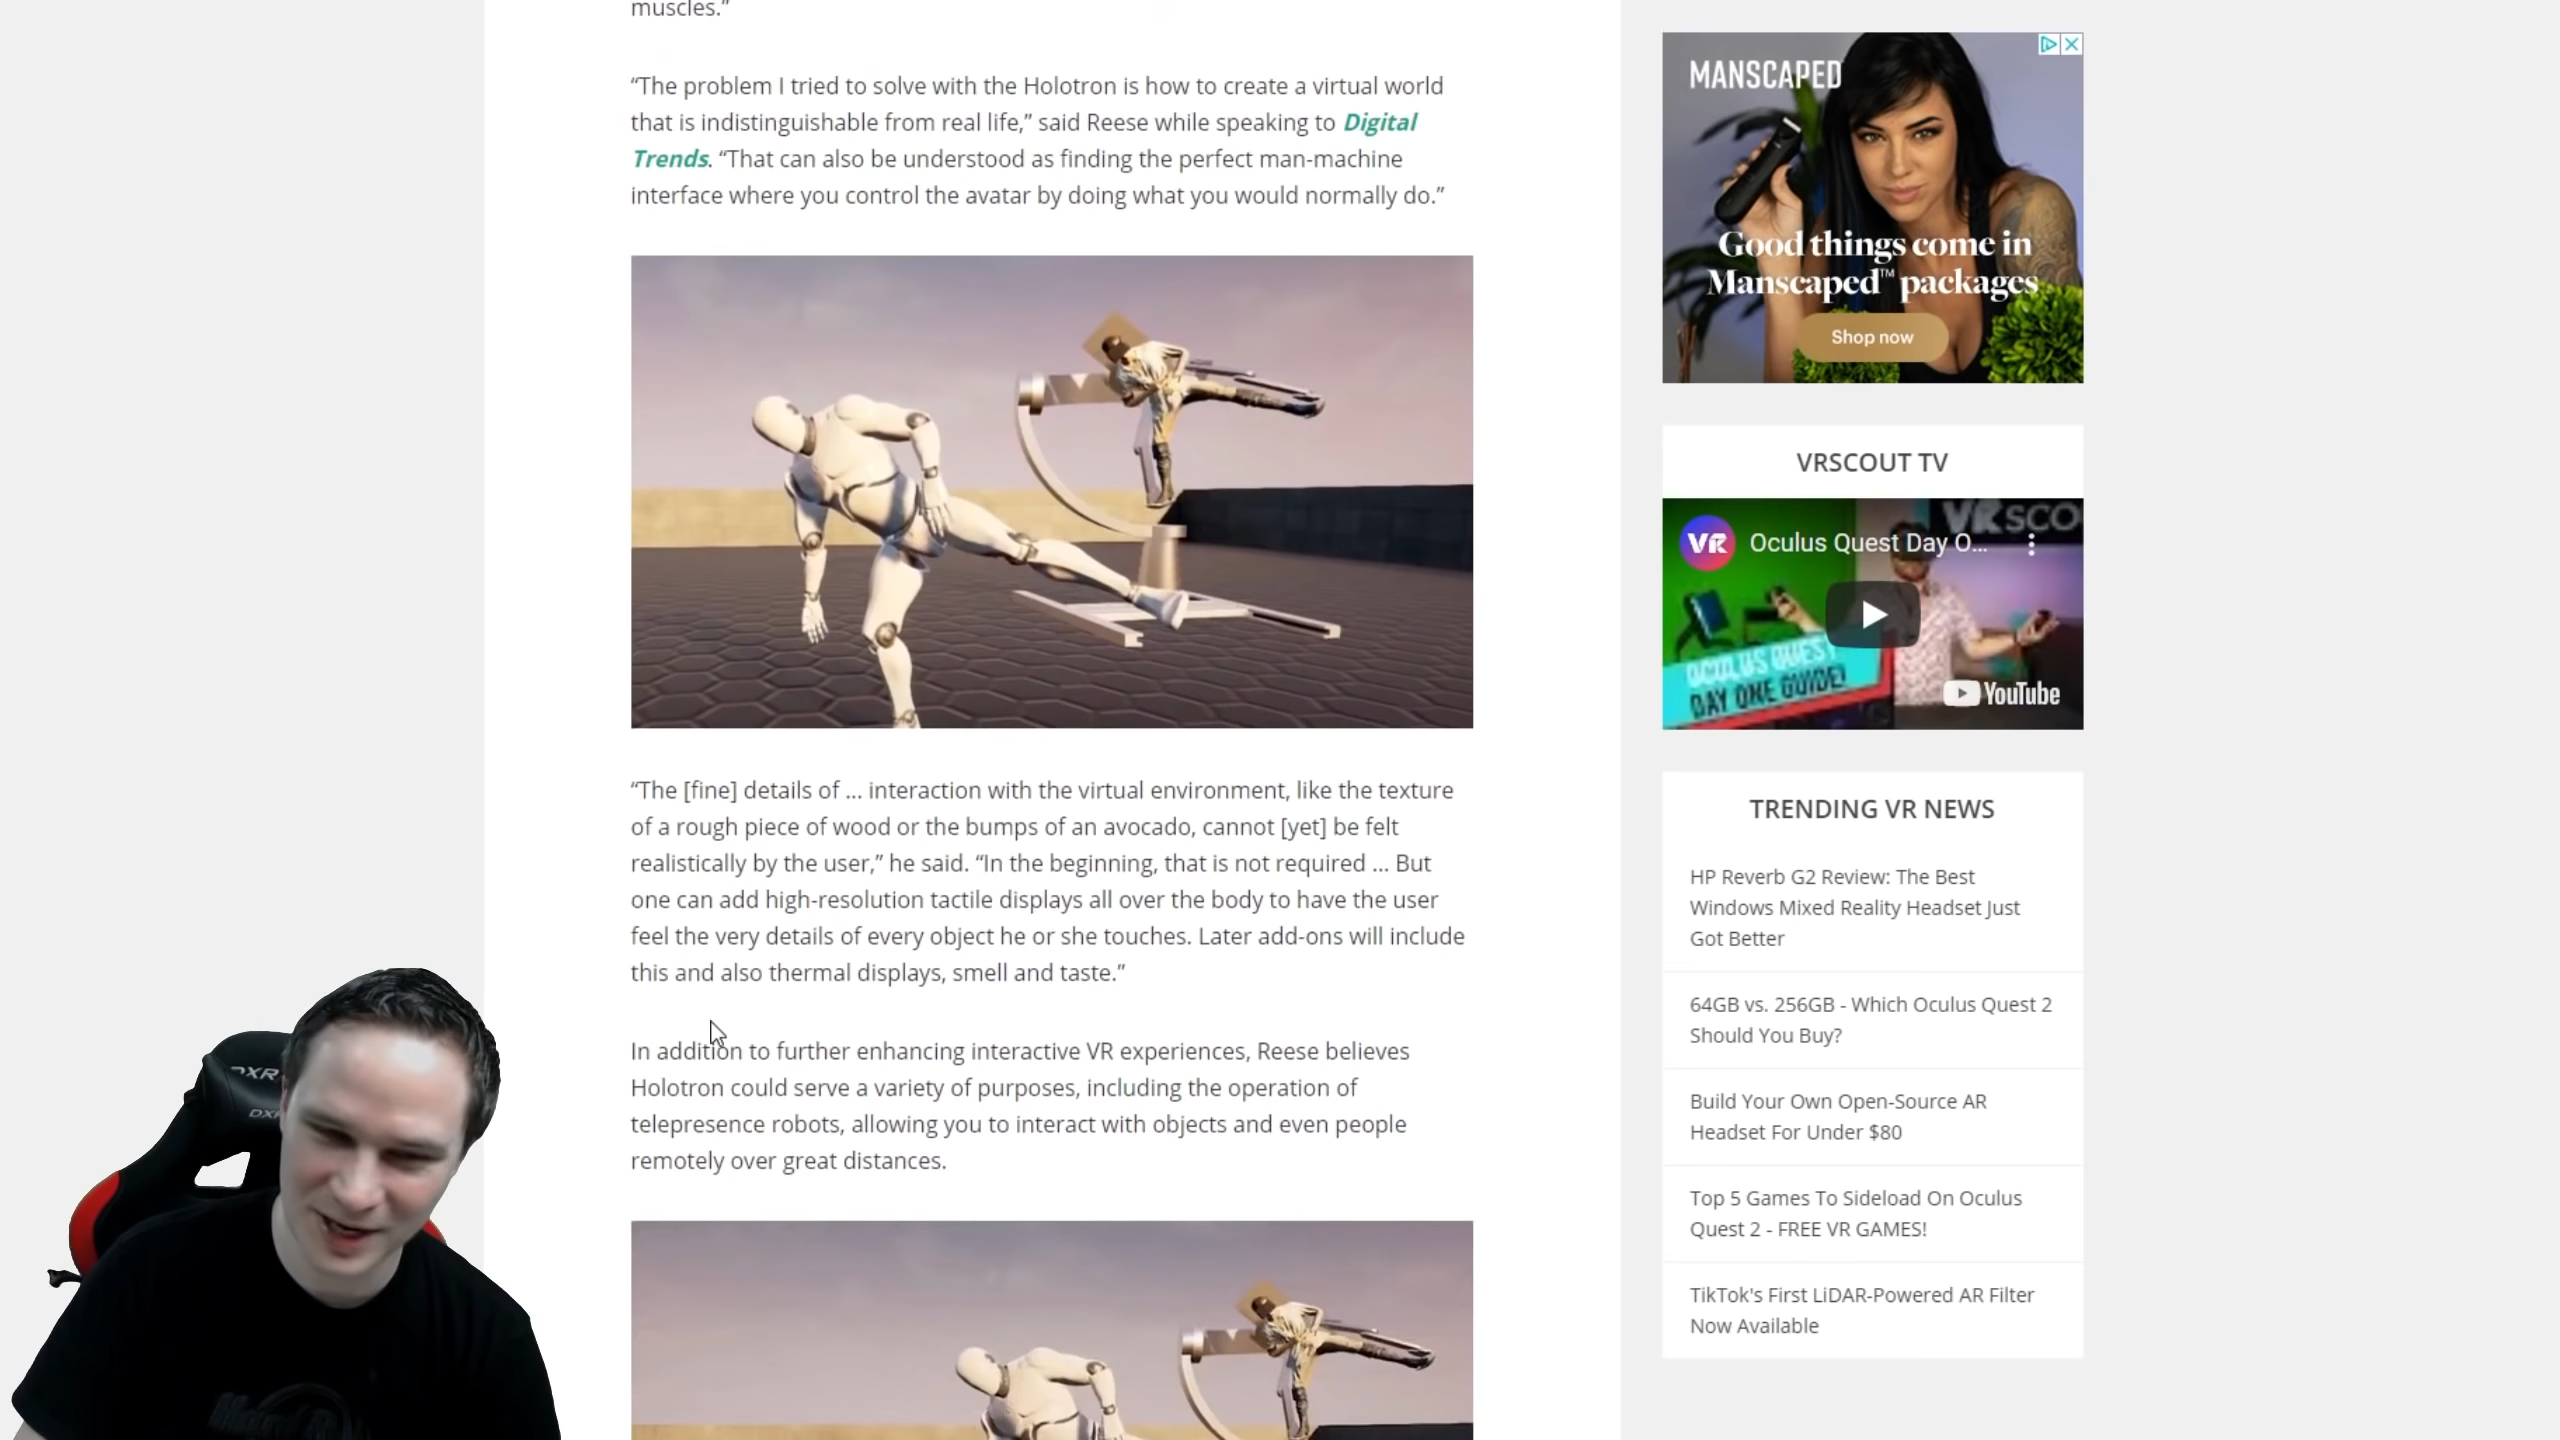 muscles.”
“The problem I tried to solve with the Holotron is how to create a virtual world
that is indistinguishable from real life,” said Reese while speaking to Digital
Trends. “That can also be understood as finding the perfect man-machine
interface where you control the avatar by doing what you would normally do.”
“The [fine] details of ... interaction with the virtual environment, like the texture
of a rough piece of wood or the bumps of an avocado, cannot [yet] be felt
realistically by the user,” he said. “In the beginning, that is not required ... But
one can add high-resolution tactile displays all over the body to have the user
feel the very details of every object he or she touches. Later add-ons will include
this and also thermal displays, smell and taste.”
In addition to further enhancing interactive VR experiences, Reese believes
Holotron could serve a variety of purposes, including the operation of
telepresence robots, allowing you to interact with objects and even people
remotely over great distances.
MANSCAPED
Good things come in
Manscaped™ packages
Shop now
VRSCOUT TV
VRSCO
VR Oculus Quest Day O...
OCULUS QUEST
DAY ONE GUIDE!
YouTube
TRENDING VR NEWS
HP Reverb G2 Review: The Best
Windows Mixed Reality Headset Just
Got Better
64GB vs. 256GB - Which Oculus Quest 2
Should You Buy?
Build Your Own Open-Source AR
Headset For Under $80
Top 5 Games To Sideload On Oculus
Quest 2 - FREE VR GAMES!
TikTok's First LiDAR-Powered AR Filter
Now Available
DXR